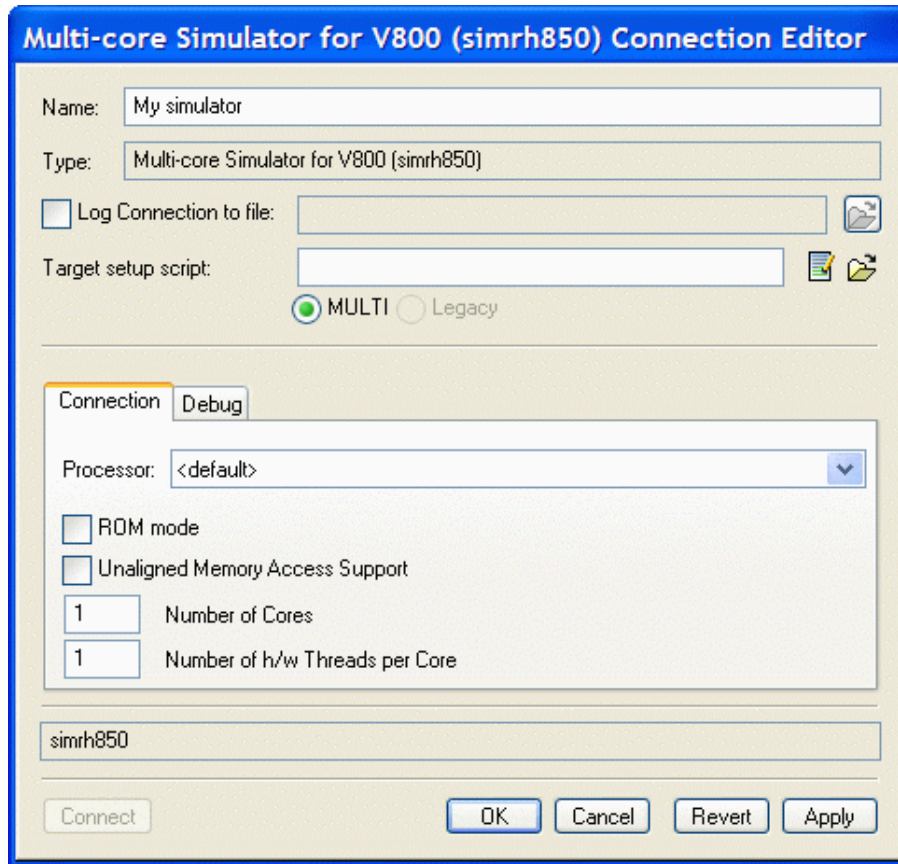 Multi-core Simulator for V800 (simrh850) Connection Editor
Name: My simulator
Type: Multi-core Simulator for V800 (simrh850)
Log Connection to file:
Target setup script:
MULTI Legacy
Connection Debug
Processor: <default>
ROM mode
Unaligned Memory Access Support
1 Number of Cores
1 Number of h/w Threads per Core
simrh850
Connect OK Cancel Revert Apply